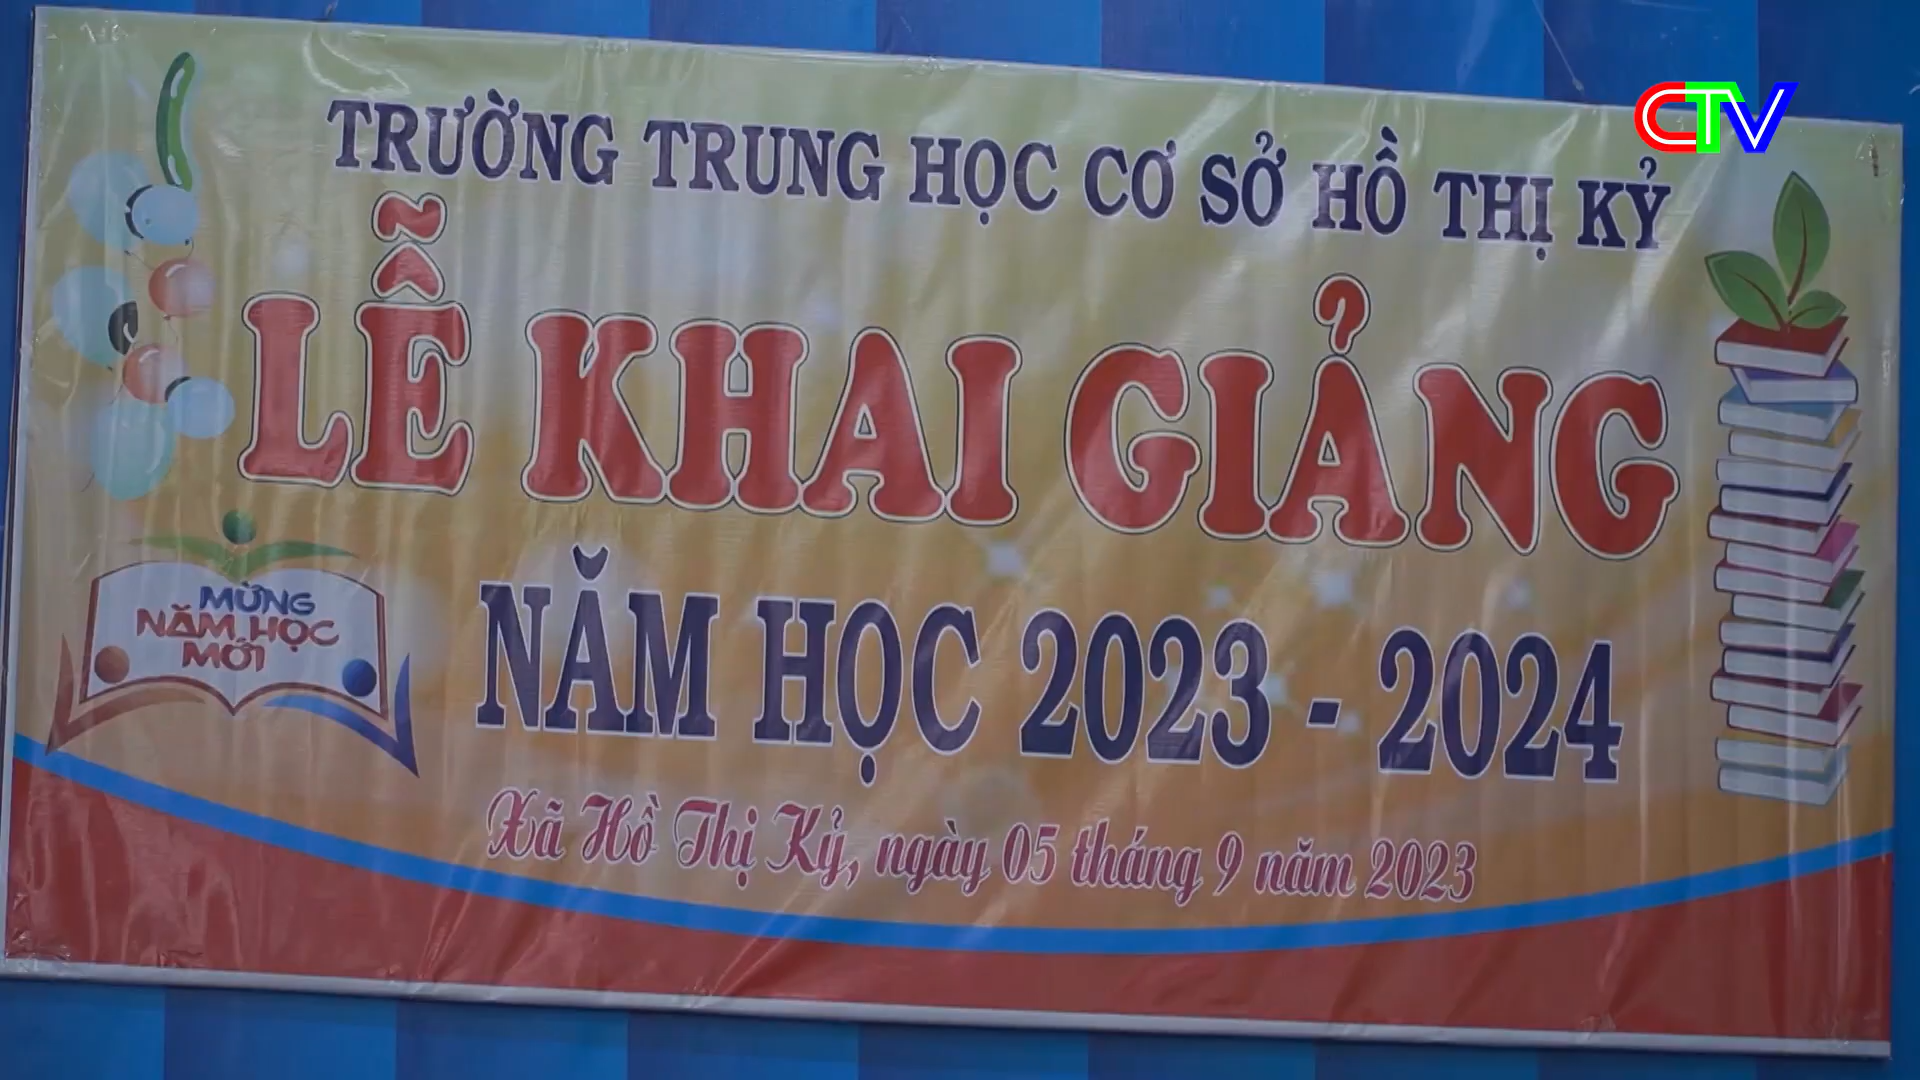 CTV
TRƯỜNG TRUNG HỌC CƠ SỞ HỒ THỊ KỶ
LỄ KHAI GIẢNG
MỪNG
NĂM HỌC
MỚI
NĂM HỌC 2023 - 2024
Xã Hồ Thị Kỷ, ngày 05 tháng 9 năm 2023